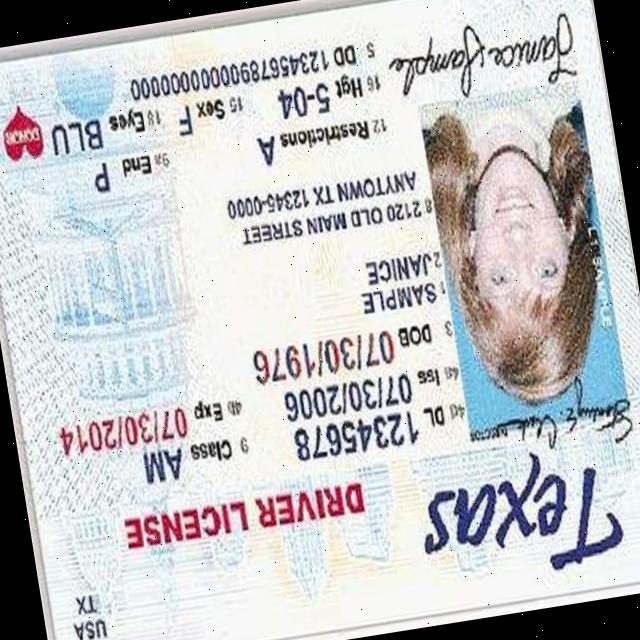 USA
TX
Texas
DRIVER LICENSE
4d DL 12345678 9 Class AM
4a Iss 07/30/2006 4b Exp 07/30/2014
3 DOB 07/30/1976
1 SAMPLE
2 JANICE
8 2120 OLD MAIN STREET
ANYTOWN TX 12345-0000
12 Restrictions A 9a End P
16 Hgt 5-04 15 Sex F 18 Eyes BLU
DONOR
5 DD 12345678900000000000
Janice Sample